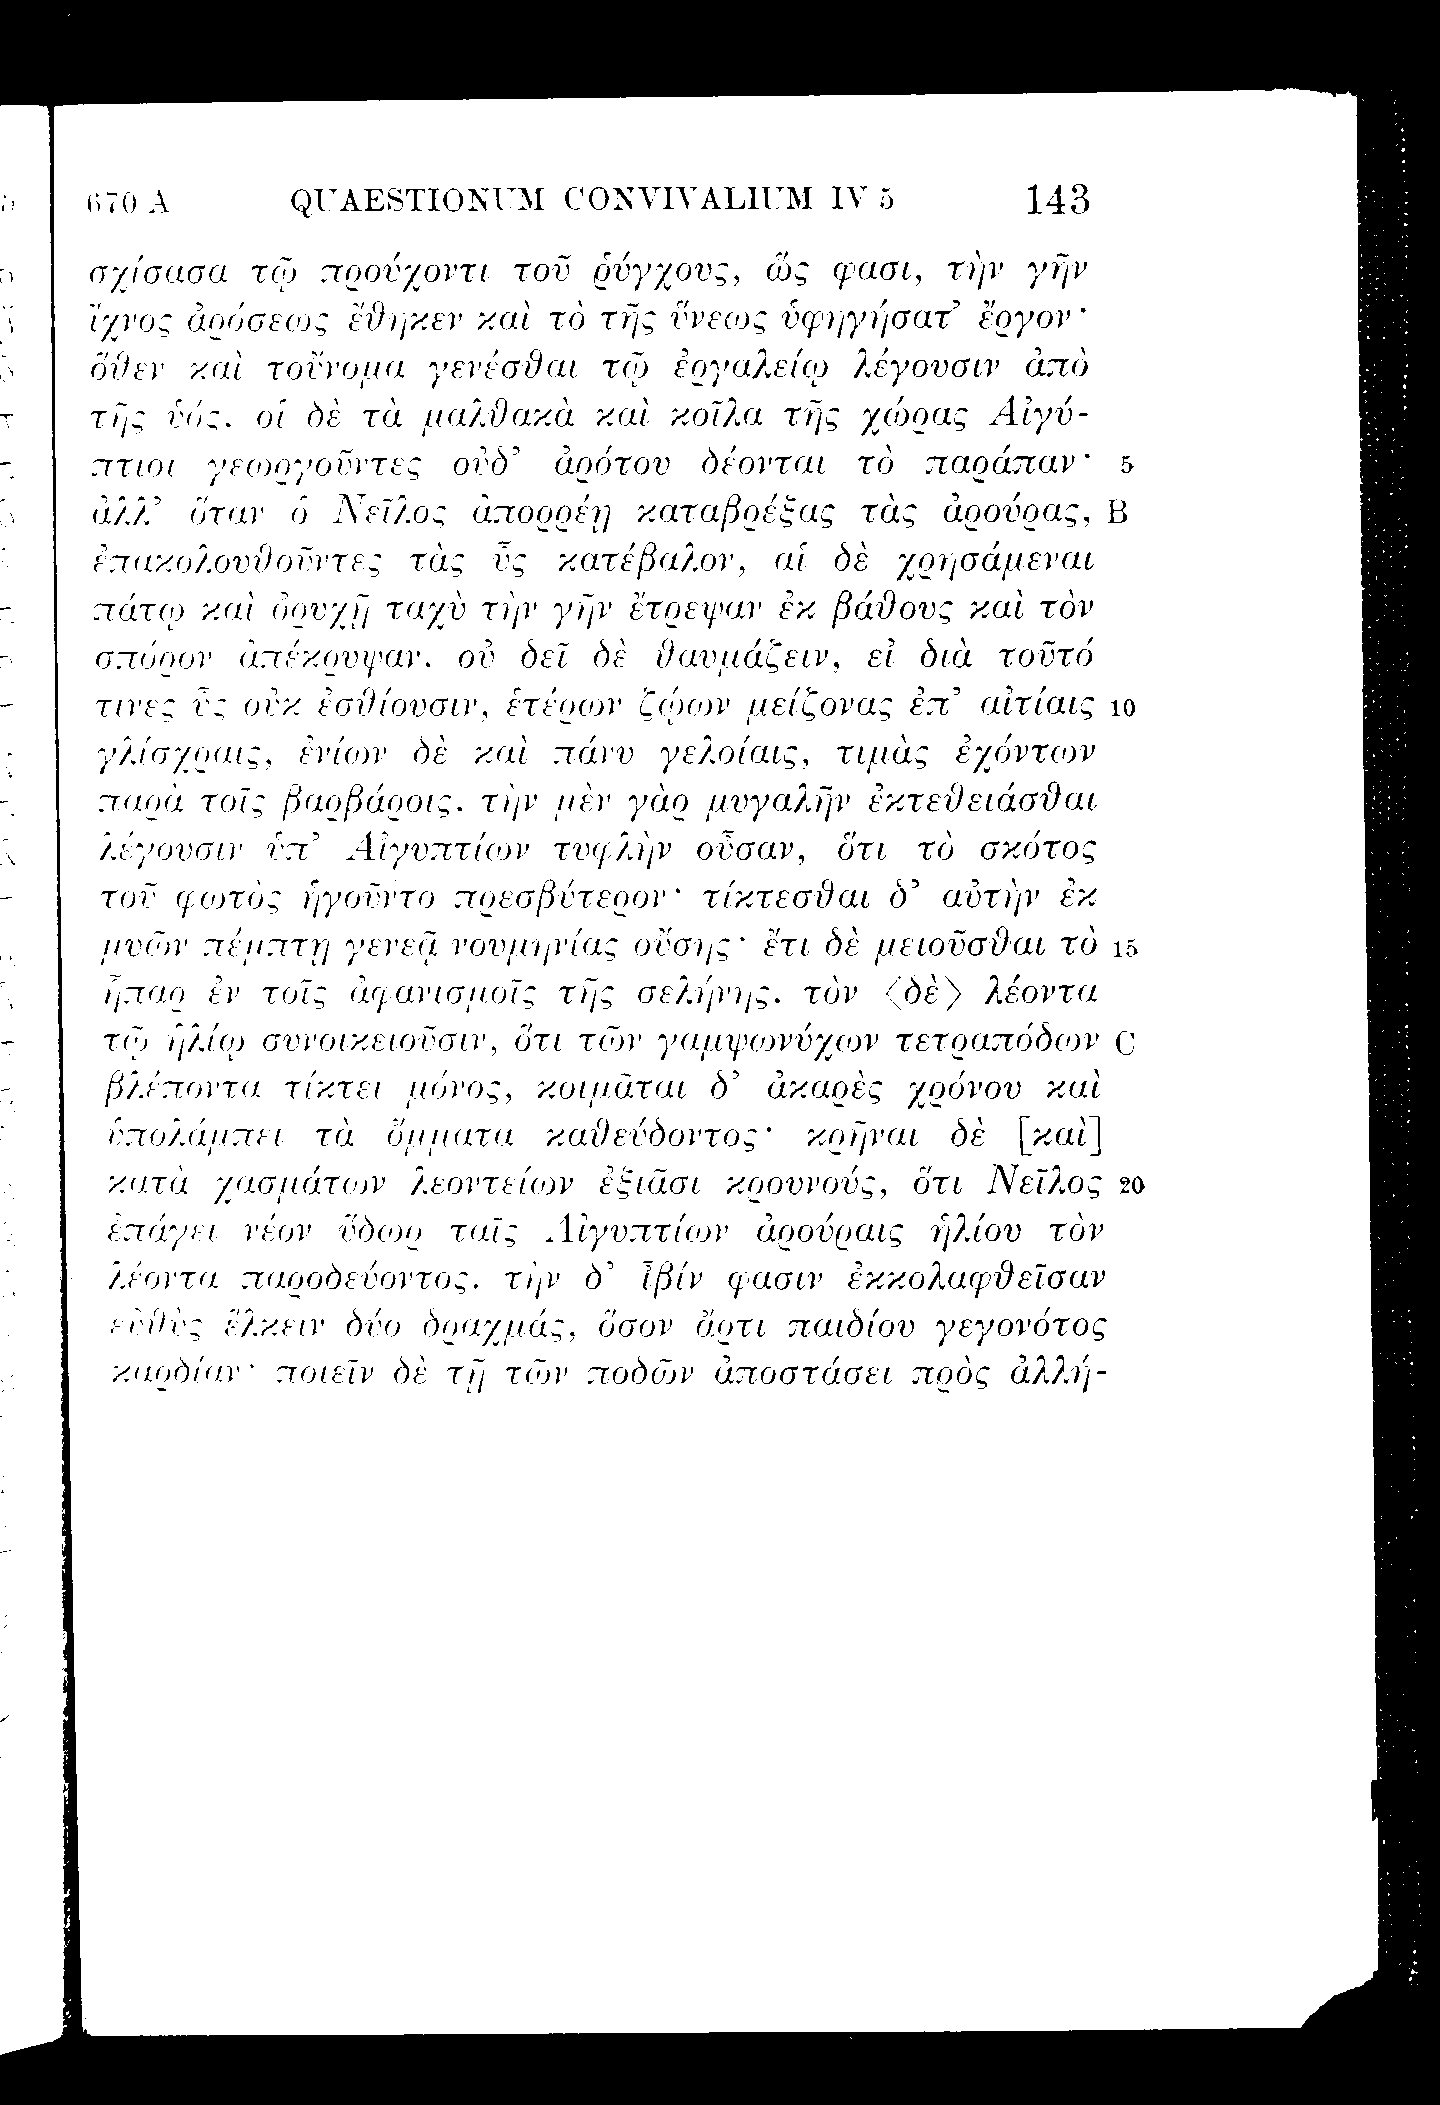 670 A QUAESTIONUM CONVIVALIUM IV 5 143
σχίσασα τῷ προύχοντι τοῦ ῥύγχους, ὥς φασι, τὴν γῆν
ἴχνος ἀρόσεως ἔθηκεν καὶ τὸ τῆς ὕνεως ὑφηγήσατ’ ἔργον·
ὅθεν καὶ τοὔνομα γενέσθαι τῷ ἐργαλείῳ λέγουσιν ἀπὸ
τῆς ὑός. οἱ δὲ τὰ μαλθακὰ καὶ κοῖλα τῆς χώρας Αἰγύ-
πτιοι γεωργοῦντες οὐδ’ ἀρότου δέονται τὸ παράπαν· 5
ἀλλ’ ὅταν ὁ Νεῖλος ἀπορρέῃ καταβρέξας τὰς ἀρούρας, B
ἐπακολουθοῦντες τὰς ὗς κατέβαλον, αἱ δὲ χρησάμεναι
πάτῳ καὶ ὀρυχῇ ταχὺ τὴν γῆν ἔτρεψαν ἐκ βάθους καὶ τὸν
σπόρον ἀπέκρυψαν. οὐ δεῖ δὲ θαυμάζειν, εἰ διὰ τοῦτό
τινες ὗς οὐκ ἐσθίουσιν, ἑτέρων ζῴων μείζονας ἐπ’ αἰτίαις 10
γλίσχραις, ἐνίων δὲ καὶ πάνυ γελοίαις, τιμὰς ἐχόντων
παρὰ τοῖς βαρβάροις. τὴν μὲν γὰρ μυγαλῆν ἐκτεθειάσθαι
λέγουσιν ὑπ’ Αἰγυπτίων τυφλὴν οὖσαν, ὅτι τὸ σκότος
τοῦ φωτὸς ἡγοῦντο πρεσβύτερον· τίκτεσθαι δ’ αὐτὴν ἐκ
μυῶν πέμπτῃ γενεᾷ νουμηνίας οὔσης· ἔτι δὲ μειοῦσθαι τὸ 15
ἧπαρ ἐν τοῖς ἀφανισμοῖς τῆς σελήνης. τὸν ⟨δὲ⟩ λέοντα
τῷ ἡλίῳ συνοικειοῦσιν, ὅτι τῶν γαμψωνύχων τετραπόδων C
βλέποντα τίκτει μόνος, κοιμᾶται δ’ ἀκαρὲς χρόνου καὶ
ὑπολάμπει τὰ ὄμματα καθεύδοντος· κρῆναι δὲ [καὶ]
κατὰ χασμάτων λεοντείων ἐξιᾶσι κρουνούς, ὅτι Νεῖλος 20
ἐπάγει νέον ὕδωρ ταῖς Αἰγυπτίων ἀρούραις ἡλίου τὸν
λέοντα παροδεύοντος. τὴν δ’ ἶβίν φασιν ἐκκολαφθεῖσαν
εὐθὺς ἕλκειν δύο δραχμάς, ὅσον ἄρτι παιδίου γεγονότος
καρδίαν· ποιεῖν δὲ τῇ τῶν ποδῶν ἀποστάσει πρὸς ἀλλή-